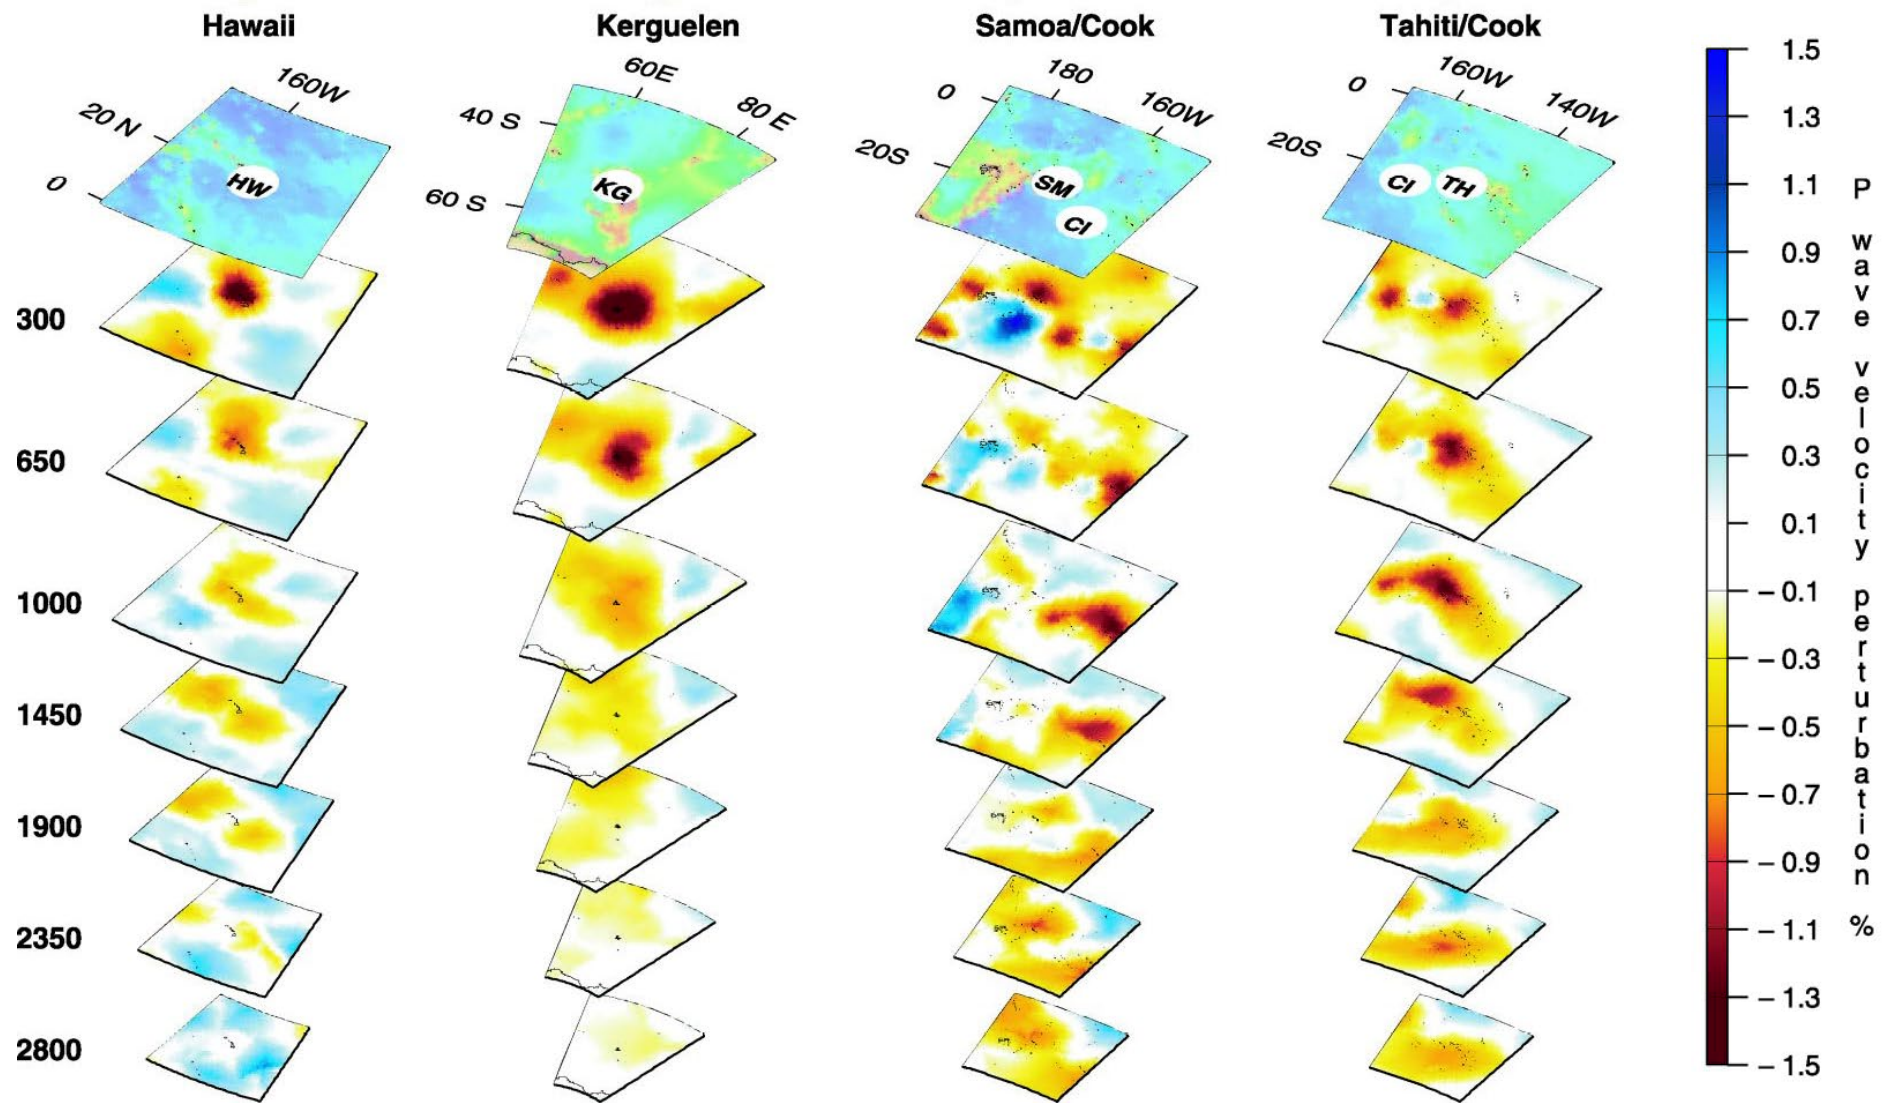 Hawaii
Kerguelen
Samoa/Cook
Tahiti/Cook
160W
20 N
0
HW
60E
80 E
40 S
60 S
KG
180
160W
0
20S
SM
CI
160W
140W
0
20S
CI
TH
300
650
1000
1450
1900
2350
2800
1.5
1.3
1.1
0.9
0.7
0.5
0.3
0.1
−0.1
−0.3
−0.5
−0.7
−0.9
−1.1
−1.3
−1.5
P wave velocity perturbation %